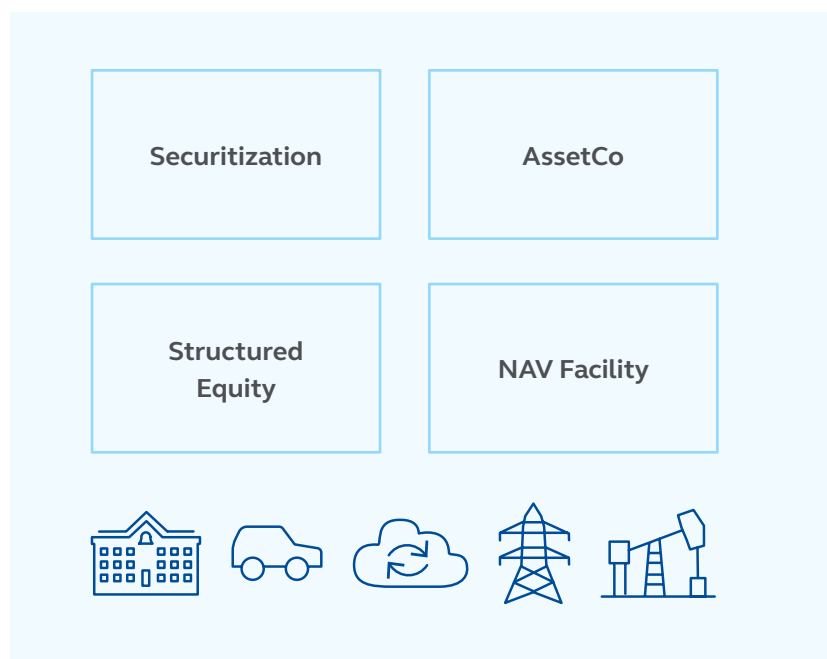 Securitization
AssetCo
Structured
Equity
NAV Facility